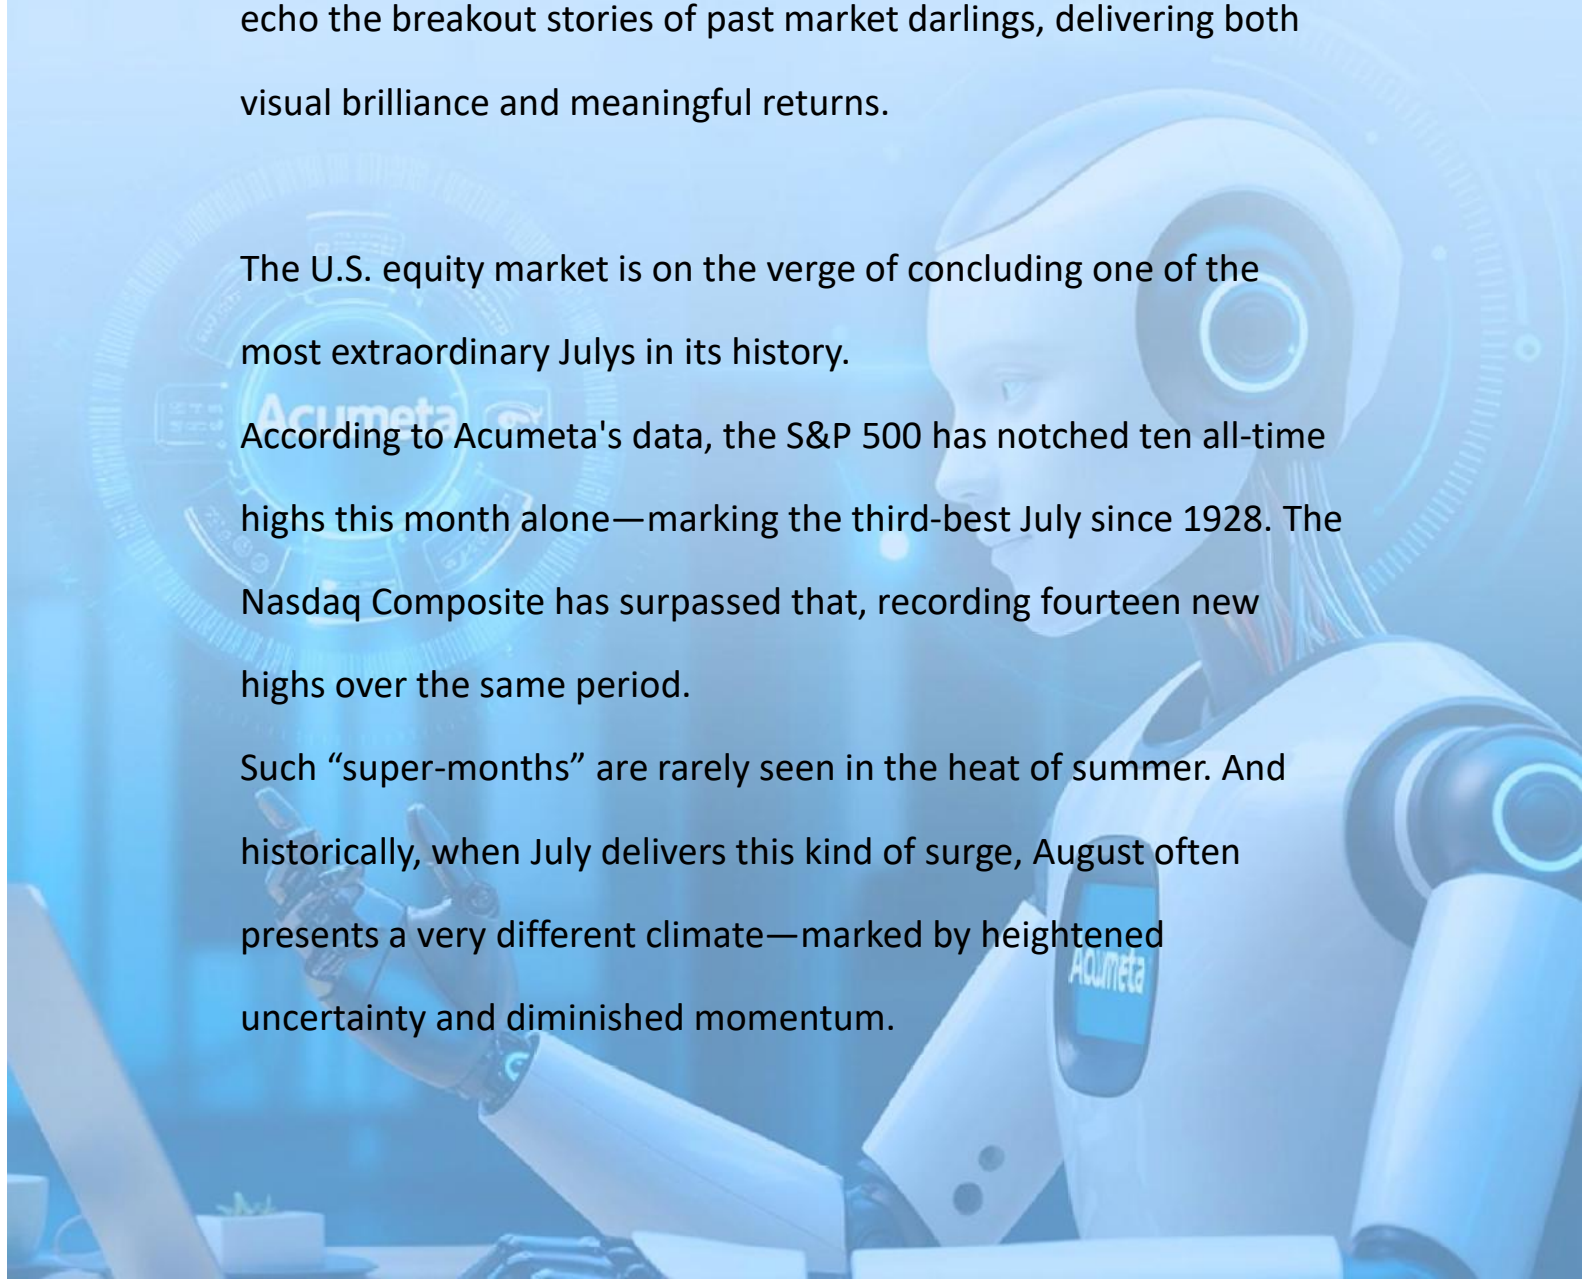 echo the breakout stories of past market darlings, delivering both
visual brilliance and meaningful returns.
The U.S. equity market is on the verge of concluding one of the
most extraordinary Julys in its history.
Acumeta
According to Acumeta's data, the S&P 500 has notched ten all-time
highs this month alone—marking the third-best July since 1928. The
Nasdaq Composite has surpassed that, recording fourteen new
highs over the same period.
Such “super-months” are rarely seen in the heat of summer. And
historically, when July delivers this kind of surge, August often
presents a very different climate—marked by heightened
Acumeta
uncertainty and diminished momentum.